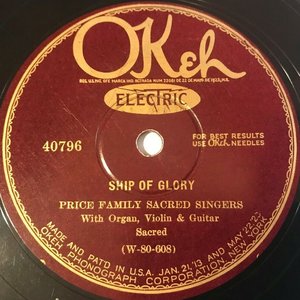 OKeh
ELECTRIC
40796
FOR BEST RESULTS
USE OKeh NEEDLES
SHIP OF GLORY
PRICE FAMILY SACRED SINGERS
With Organ, Violin & Guitar
Sacred
(W-80-608)
MADE AND PAT'D IN U.S.A. JAN. 21,'13, AND MAY 22,'23
OKEH PHONOGRAPH CORPORATION, NEW YORK